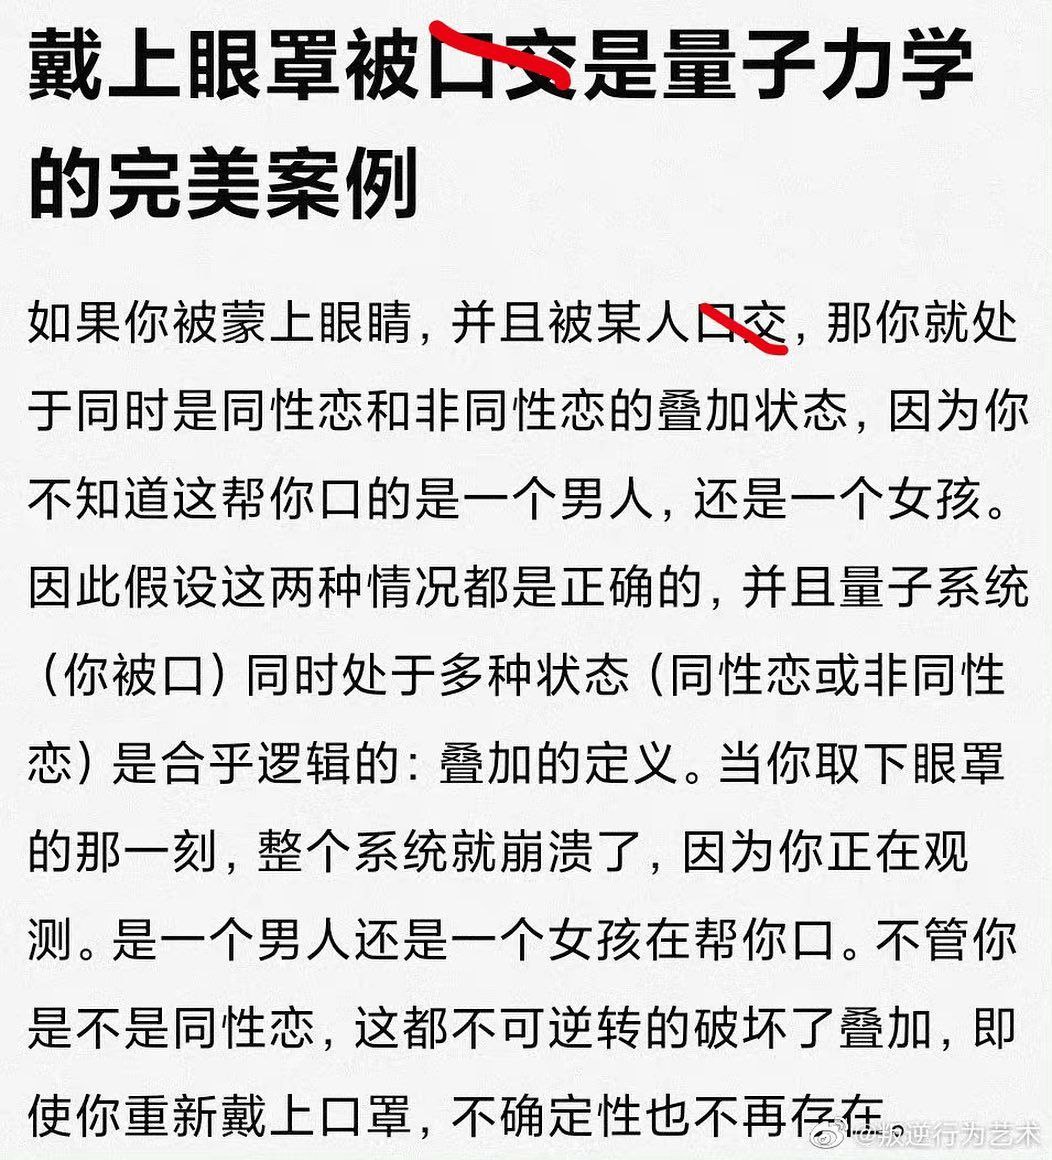 戴上眼罩被口交是量子力学
的完美案例
如果你被蒙上眼睛，并且被某人口交，那你就处
于同时是同性恋和非同性恋的叠加状态，因为你
不知道这帮你口的是一个男人，还是一个女孩。
因此假设这两种情况都是正确的，并且量子系统
（你被口）同时处于多种状态（同性恋或非同性
恋）是合乎逻辑的：叠加的定义。当你取下眼罩
的那一刻，整个系统就崩溃了，因为你正在观
测。是一个男人还是一个女孩在帮你口。不管你
是不是同性恋，这都不可逆转的破坏了叠加，即
使你重新戴上口罩，不确定性也不再存在。
@叛逆行为艺术